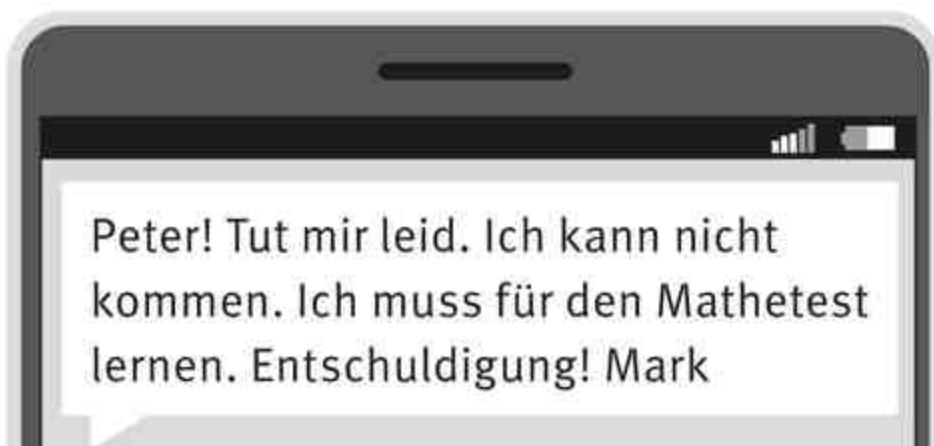 Peter! Tut mir leid. Ich kann nicht
kommen. Ich muss für den Mathetest
lernen. Entschuldigung! Mark